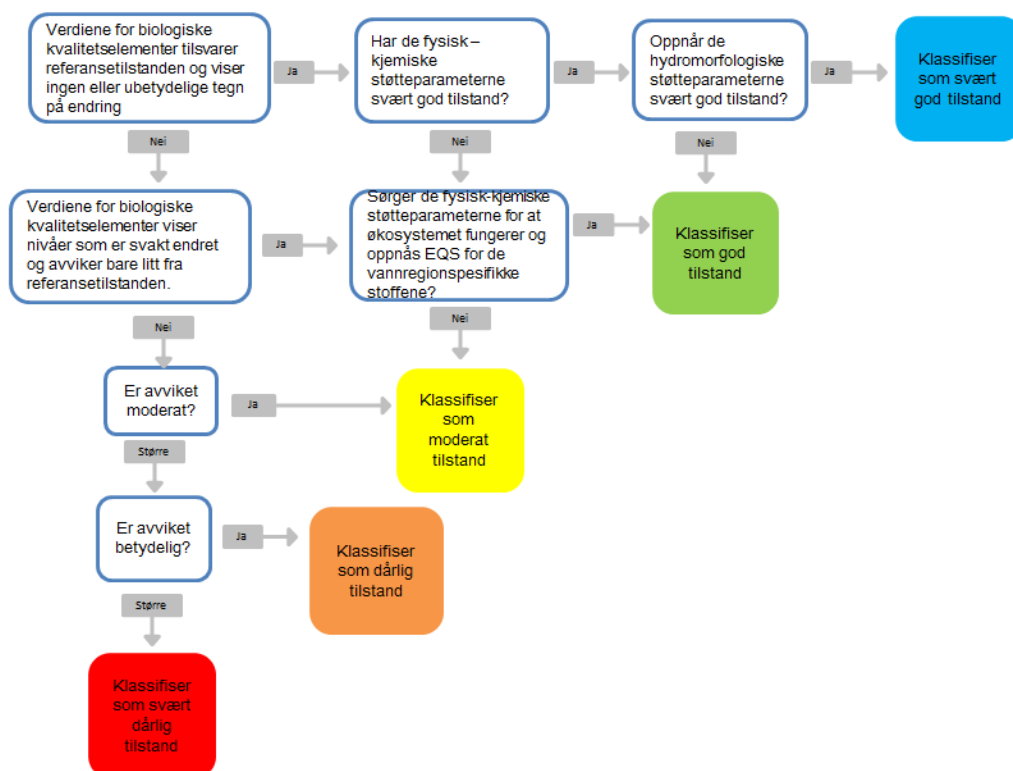 Verdiene for biologiske
kvalitetselementer tilsvarer
referansetilstanden og viser
ingen eller ubetydelige tegn
på endring
Ja
Har de fysisk –
kjemiske
støtteparameterne
svært god tilstand?
Ja
Oppnår de
hydromorfologiske
støtteparameterne
svært god tilstand?
Ja
Klassifiser
som svært
god tilstand
Nei
Nei
Nei
Verdiene for biologiske
kvalitetselementer viser
nivåer som er svakt endret
og avviker bare litt fra
referansetilstanden.
Ja
Sørger de fysisk-kjemiske
støtteparameterne for at
økosystemet fungerer og
oppnås EQS for de
vannregionspesifikke
stoffene?
Ja
Klassifiser
som god
tilstand
Nei
Nei
Er avviket
moderat?
Ja
Klassifiser
som
moderat
tilstand
Større
Er avviket
betydelig?
Ja
Klassifiser
som dårlig
tilstand
Større
Klassifiser
som svært
dårlig
tilstand